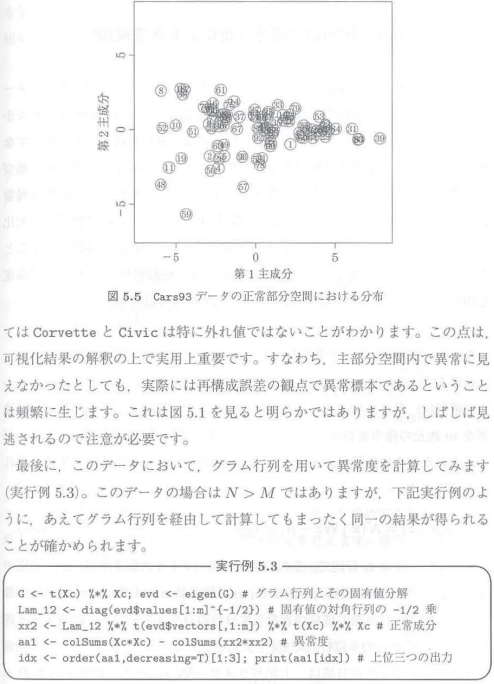 5
0
−5
第 2 主成分
−5
0
5
第 1 主成分
8
61
10
51
67
53
31
39
19
11
48
57
59
1
図 5.5 Cars93 データの正常部分空間における分布
ては Corvette と Civic は特に外れ値ではないことがわかります。この点は,
可視化結果の解釈の上で実用上重要です。すなわち，主部分空間内で異常に見
えなかったとしても，実際には再構成誤差の観点で異常標本であるということ
は頻繁に生じます。これは図 5.1 を見ると明らかではありますが，しばしば見
逃されるので注意が必要です。
最後に，このデータにおいて，グラム行列を用いて異常度を計算してみます
(実行例 5.3)。このデータの場合は N > M ではありますが，下記実行例のよ
うに，あえてグラム行列を経由して計算してもまったく同一の結果が得られる
ことが確かめられます。
実行例 5.3
G <- t(Xc) %*% Xc; evd <- eigen(G) # グラム行列とその固有値分解
Lam_12 <- diag(evd$values[1:m]^{-1/2}) # 固有値の対角行列の -1/2 乗
xx2 <- Lam_12 %*% t(evd$vectors[,1:m]) %*% t(Xc) %*% Xc # 正常成分
aa1 <- colSums(Xc*Xc) - colSums(xx2*xx2) # 異常度
idx <- order(aa1,decreasing=T)[1:3]; print(aa1[idx]) # 上位三つの出力